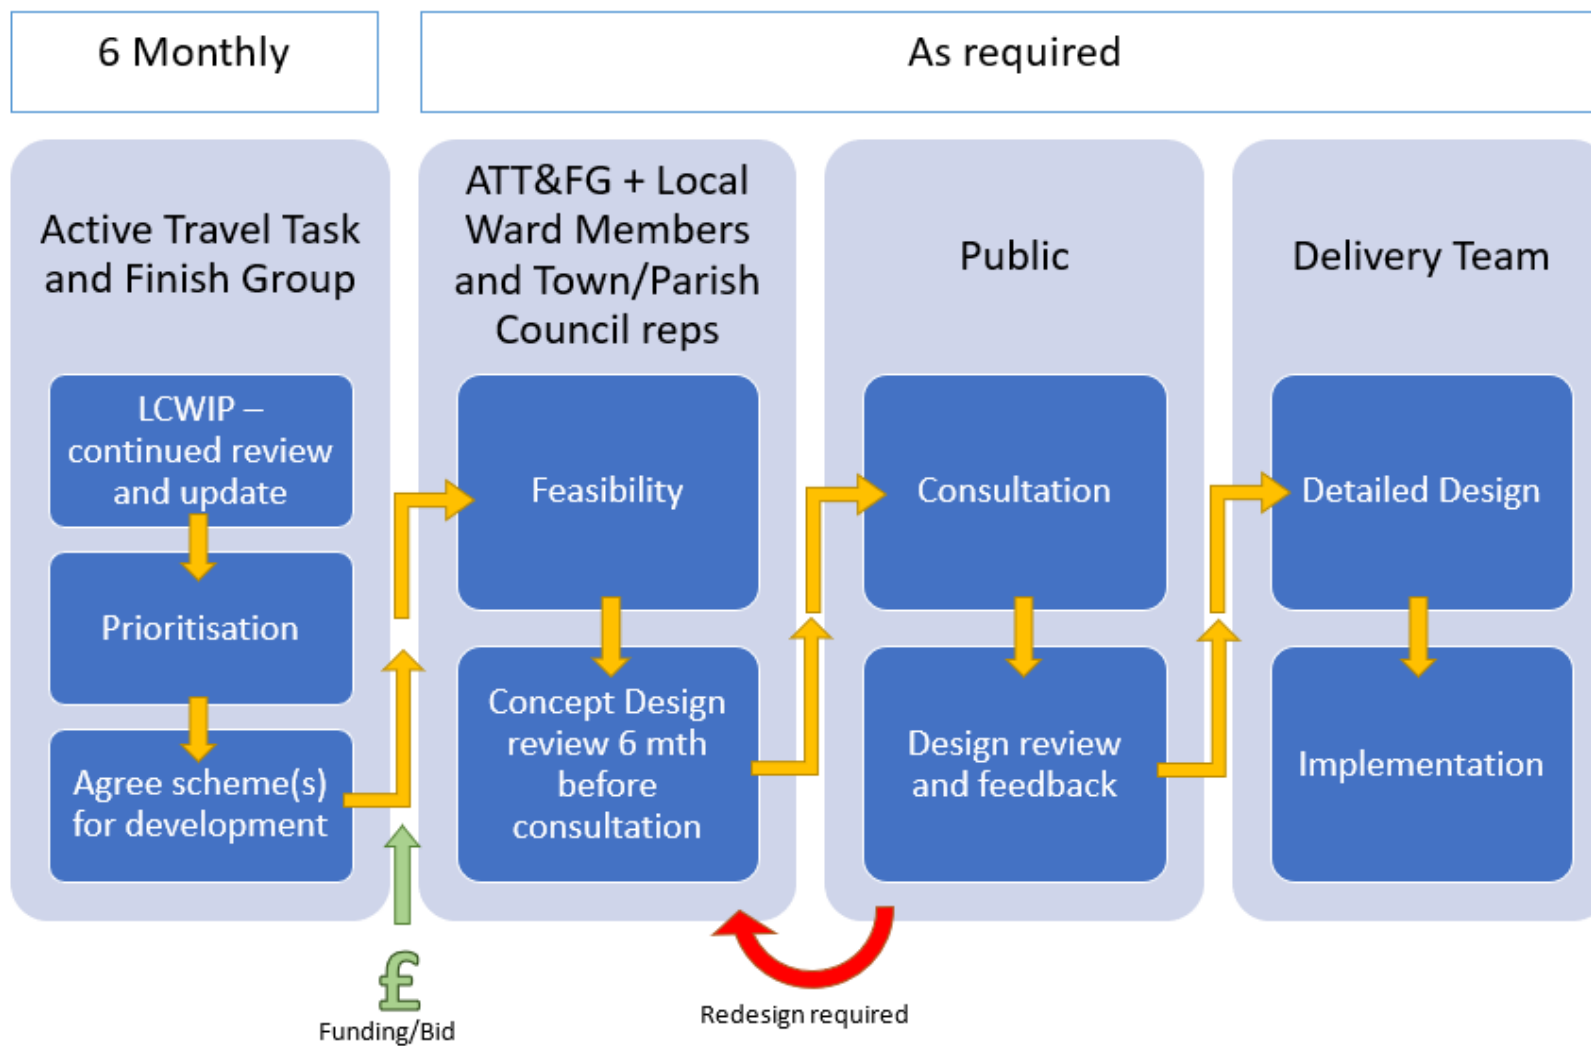 6 Monthly
As required
Active Travel Task
and Finish Group
LCWIP –
continued review
and update
Prioritisation
Agree scheme(s)
for development
ATT&FG + Local
Ward Members
and Town/Parish
Council reps
Feasibility
Concept Design
review 6 mth
before
consultation
Public
Consultation
Design review
and feedback
Delivery Team
Detailed Design
Implementation
£
Funding/Bid
Redesign required